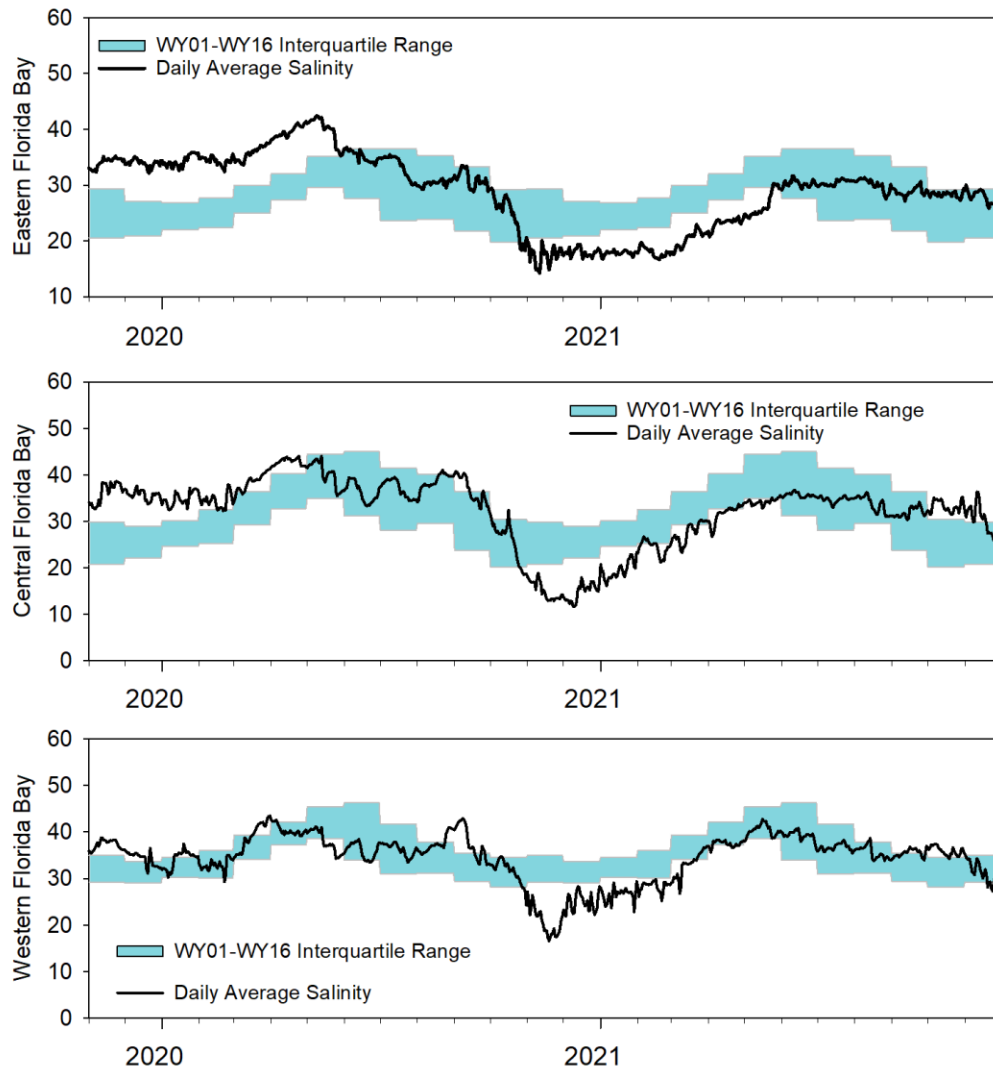 60
50
40
30
20
10
Eastern Florida Bay
WY01-WY16 Interquartile Range
Daily Average Salinity
2020 2021
60
50
40
30
20
10
0
Central Florida Bay
WY01-WY16 Interquartile Range
Daily Average Salinity
2020 2021
60
50
40
30
20
10
0
Western Florida Bay
WY01-WY16 Interquartile Range
Daily Average Salinity
2020 2021